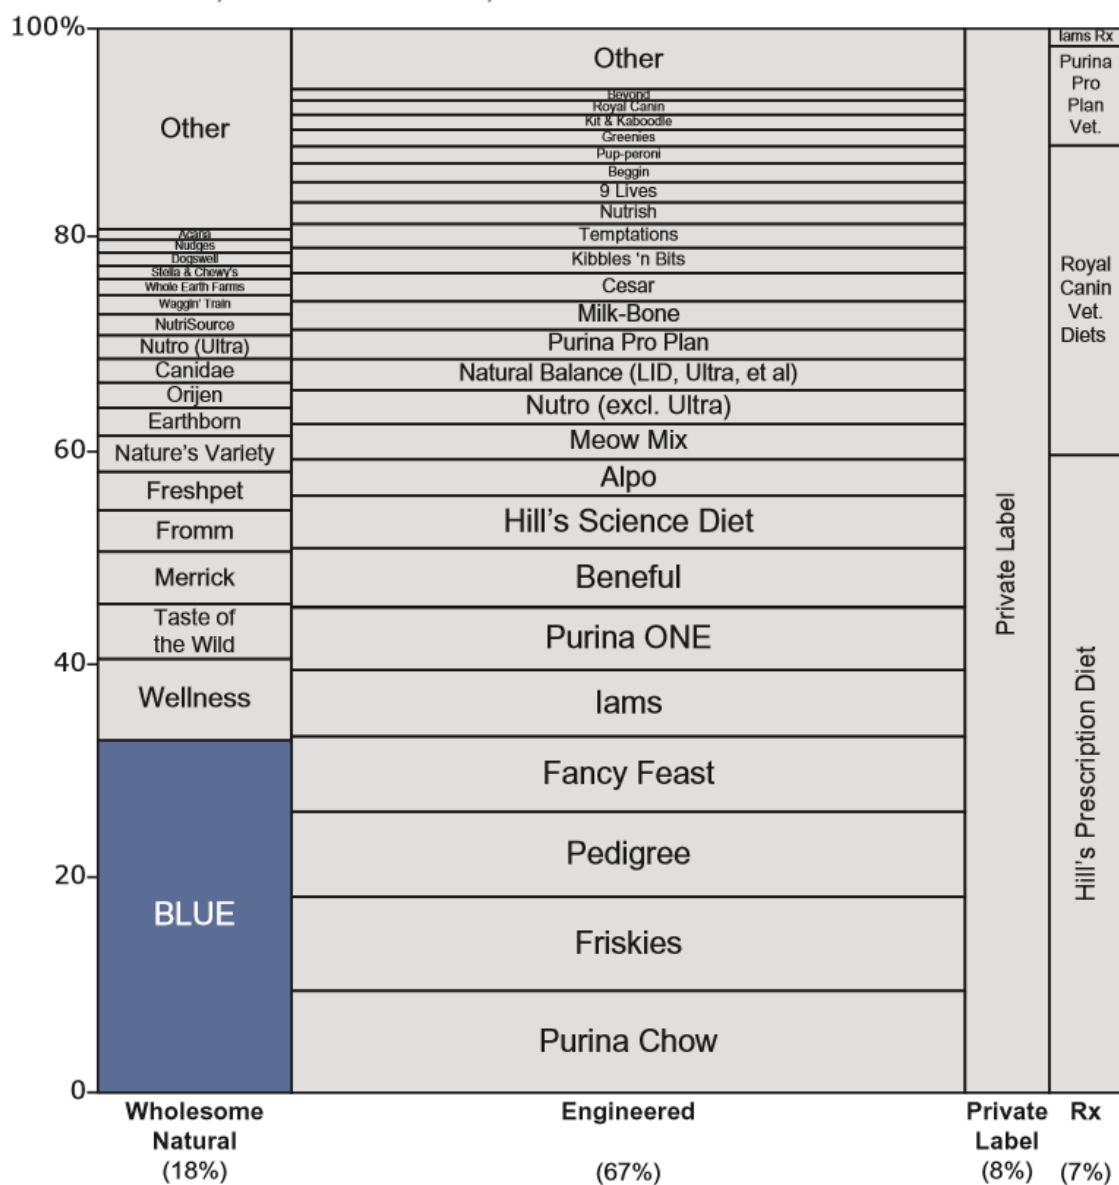 100%
80
60
40
20
0
Other
Acana
Nudges
Dogswell
Stella & Chewy's
Whole Earth Farms
Waggin' Train
NutriSource
Nutro (Ultra)
Canidae
Orijen
Earthborn
Nature's Variety
Freshpet
Fromm
Merrick
Taste of
the Wild
Wellness
BLUE
Wholesome
Natural
(18%)
Other
Beyond
Royal Canin
Kit & Kaboodle
Greenies
Pup-peroni
Beggin
9 Lives
Nutrish
Temptations
Kibbles 'n Bits
Cesar
Milk-Bone
Purina Pro Plan
Natural Balance (LID, Ultra, et al)
Nutro (excl. Ultra)
Meow Mix
Alpo
Hill's Science Diet
Beneful
Purina ONE
Iams
Fancy Feast
Pedigree
Friskies
Purina Chow
Engineered
(67%)
Private Label
Private
Label
(8%)
Iams Rx
Purina
Pro
Plan
Vet.
Royal
Canin
Vet.
Diets
Hill's Prescription Diet
Rx
(7%)